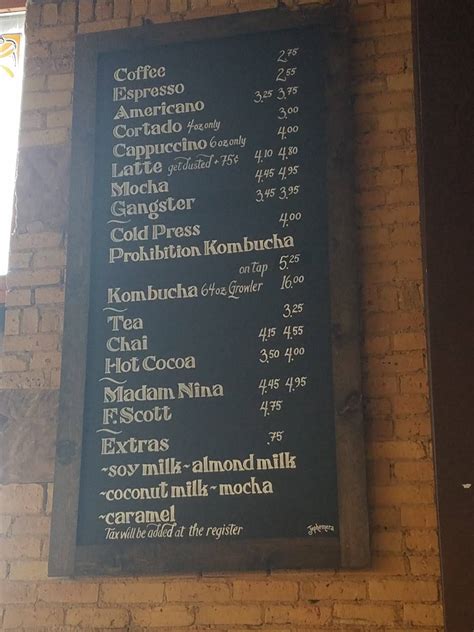 Coffee 2.75
Espresso 2.55
Americano 3.25 3.75
Cortado 4oz only 3.00
Cappuccino 6oz only 4.00
Latte get dusted +.75¢ 4.10 4.80
Mocha 4.45 4.95
Gangster 3.45 3.95
Cold Press 4.00
Prohibition Kombucha
on tap 5.25
Kombucha 64oz Growler 16.00
Tea 3.25
Chai 4.15 4.55
Hot Cocoa 3.50 4.00
Madam Nina 4.45 4.95
F. Scott 4.75
Extras .75
~soy milk ~ almond milk
~coconut milk ~ mocha
~caramel
Tax will be added at the register